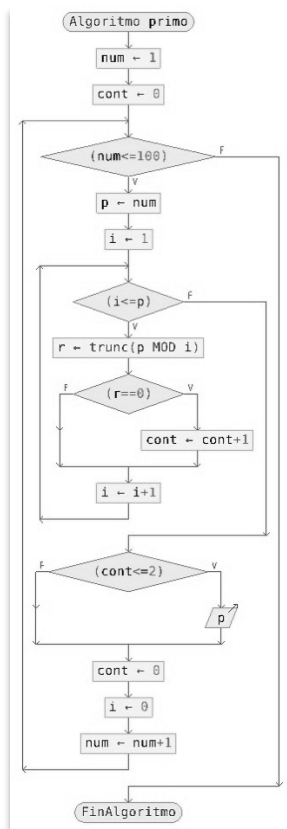 Algoritmo primo
num ← 1
cont ← 0
(num<=100)
F
V
p ← num
i ← 1
(i<=p)
F
V
r ← trunc(p MOD i)
F
(r==0)
V
cont ← cont+1
i ← i+1
F
(cont<=2)
V
p
cont ← 0
i ← 0
num ← num+1
FinAlgoritmo